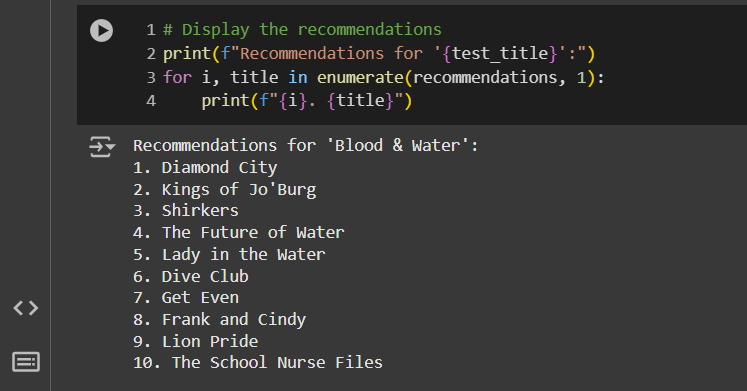 1 # Display the recommendations
2 print(f"Recommendations for '{test_title}':")
3 for i, title in enumerate(recommendations, 1):
4     print(f"{i}. {title}")
Recommendations for 'Blood & Water':
1. Diamond City
2. Kings of Jo'Burg
3. Shirkers
4. The Future of Water
5. Lady in the Water
6. Dive Club
7. Get Even
8. Frank and Cindy
9. Lion Pride
10. The School Nurse Files